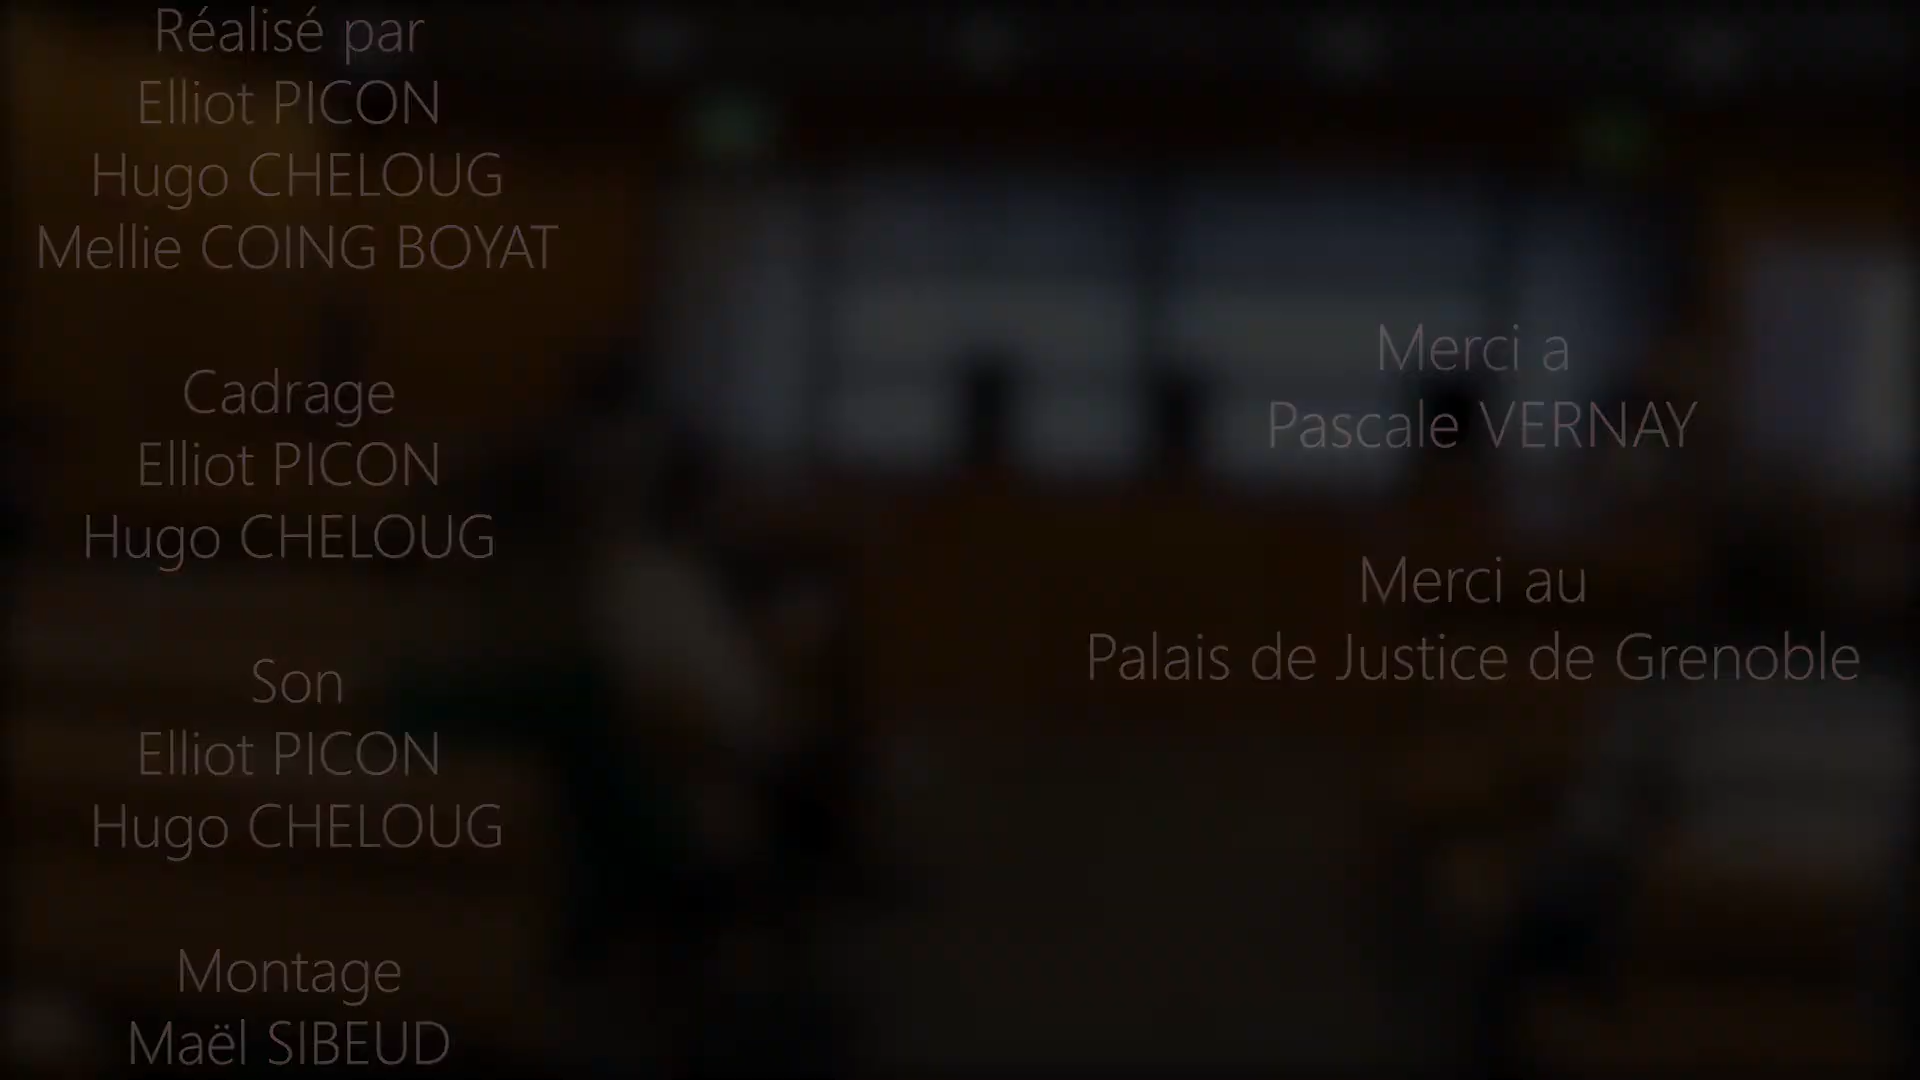 Réalisé par
Elliot PICON
Hugo CHELOUG
Mellie COING BOYAT
Cadrage
Elliot PICON
Hugo CHELOUG
Son
Elliot PICON
Hugo CHELOUG
Montage
Maël SIBEUD
Merci a
Pascale VERNAY
Merci au
Palais de Justice de Grenoble